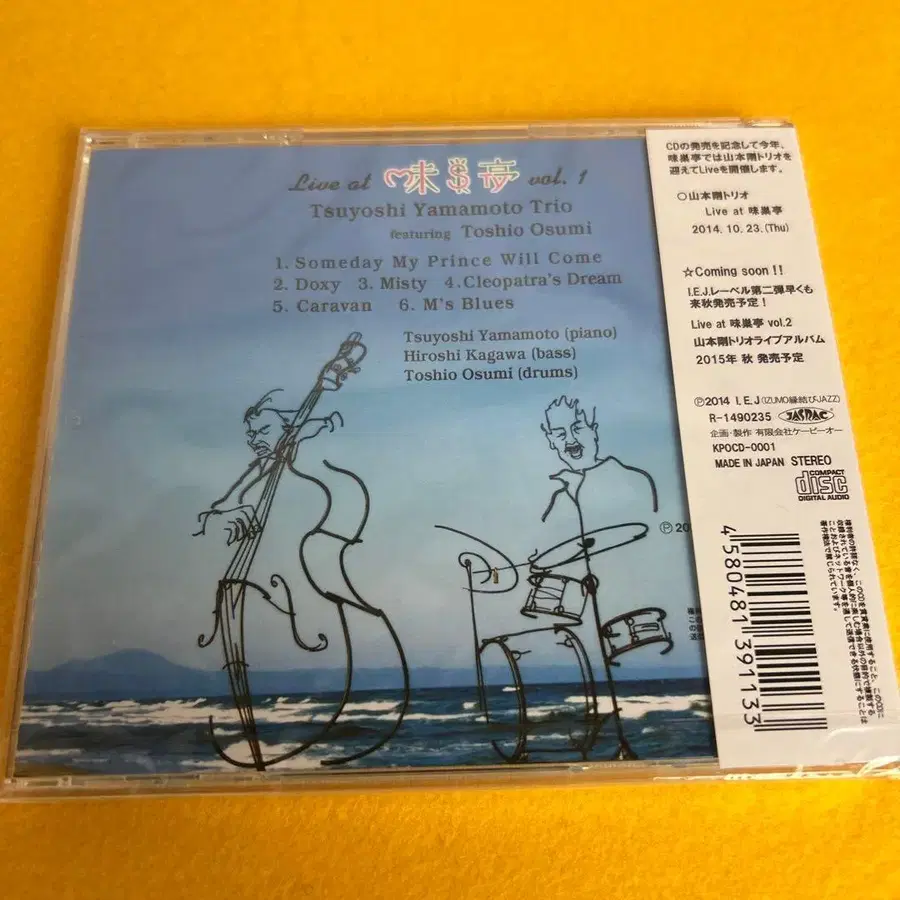 Live at 味巣亭 vol. 1
Tsuyoshi Yamamoto Trio
featuring Toshio Osumi
1. Someday My Prince Will Come
2. Doxy 3. Misty 4.Cleopatra's Dream
5. Caravan 6. M's Blues
Tsuyoshi Yamamoto (piano)
Hiroshi Kagawa (bass)
Toshio Osumi (drums)
CDの発売を記念して今年、
味巣亭では山本剛トリオを
迎えてLiveを開催します。
○山本剛トリオ
Live at 味巣亭
2014. 10. 23.(Thu)
☆Coming soon !!
I.E.J.レーベル第二弾早くも
来秋発売予定！
Live at 味巣亭 vol.2
山本剛トリオライブアルバム
2015年 秋 発売予定
Ⓟ2014 I.E.J(IZUMO縁結びJAZZ)
R-1490235 JASRAC
企画・製作 有限会社ケーピーオー
KPOCD-0001
MADE IN JAPAN STEREO
COMPACT
disc
DIGITAL AUDIO
4580481391133